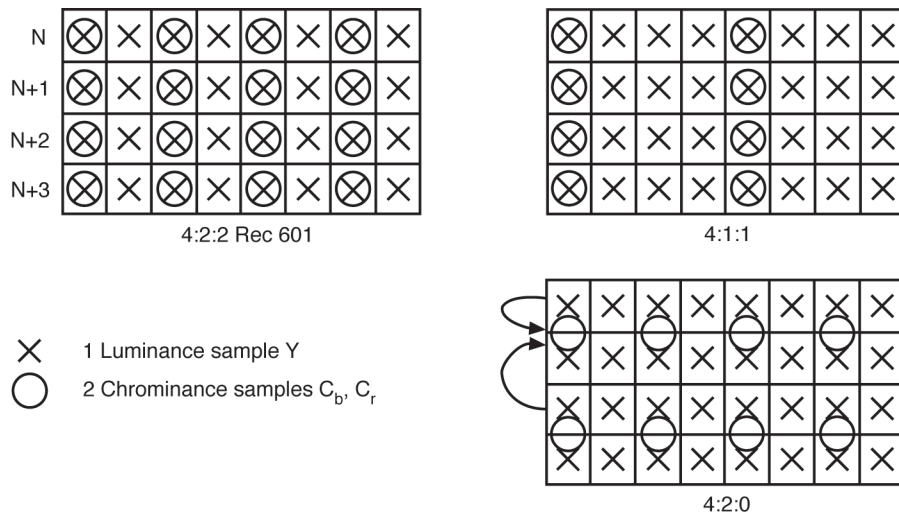 N
N+1
N+2
N+3
4:2:2 Rec 601
4:1:1
1 Luminance sample Y
2 Chrominance samples Cb, Cr
4:2:0